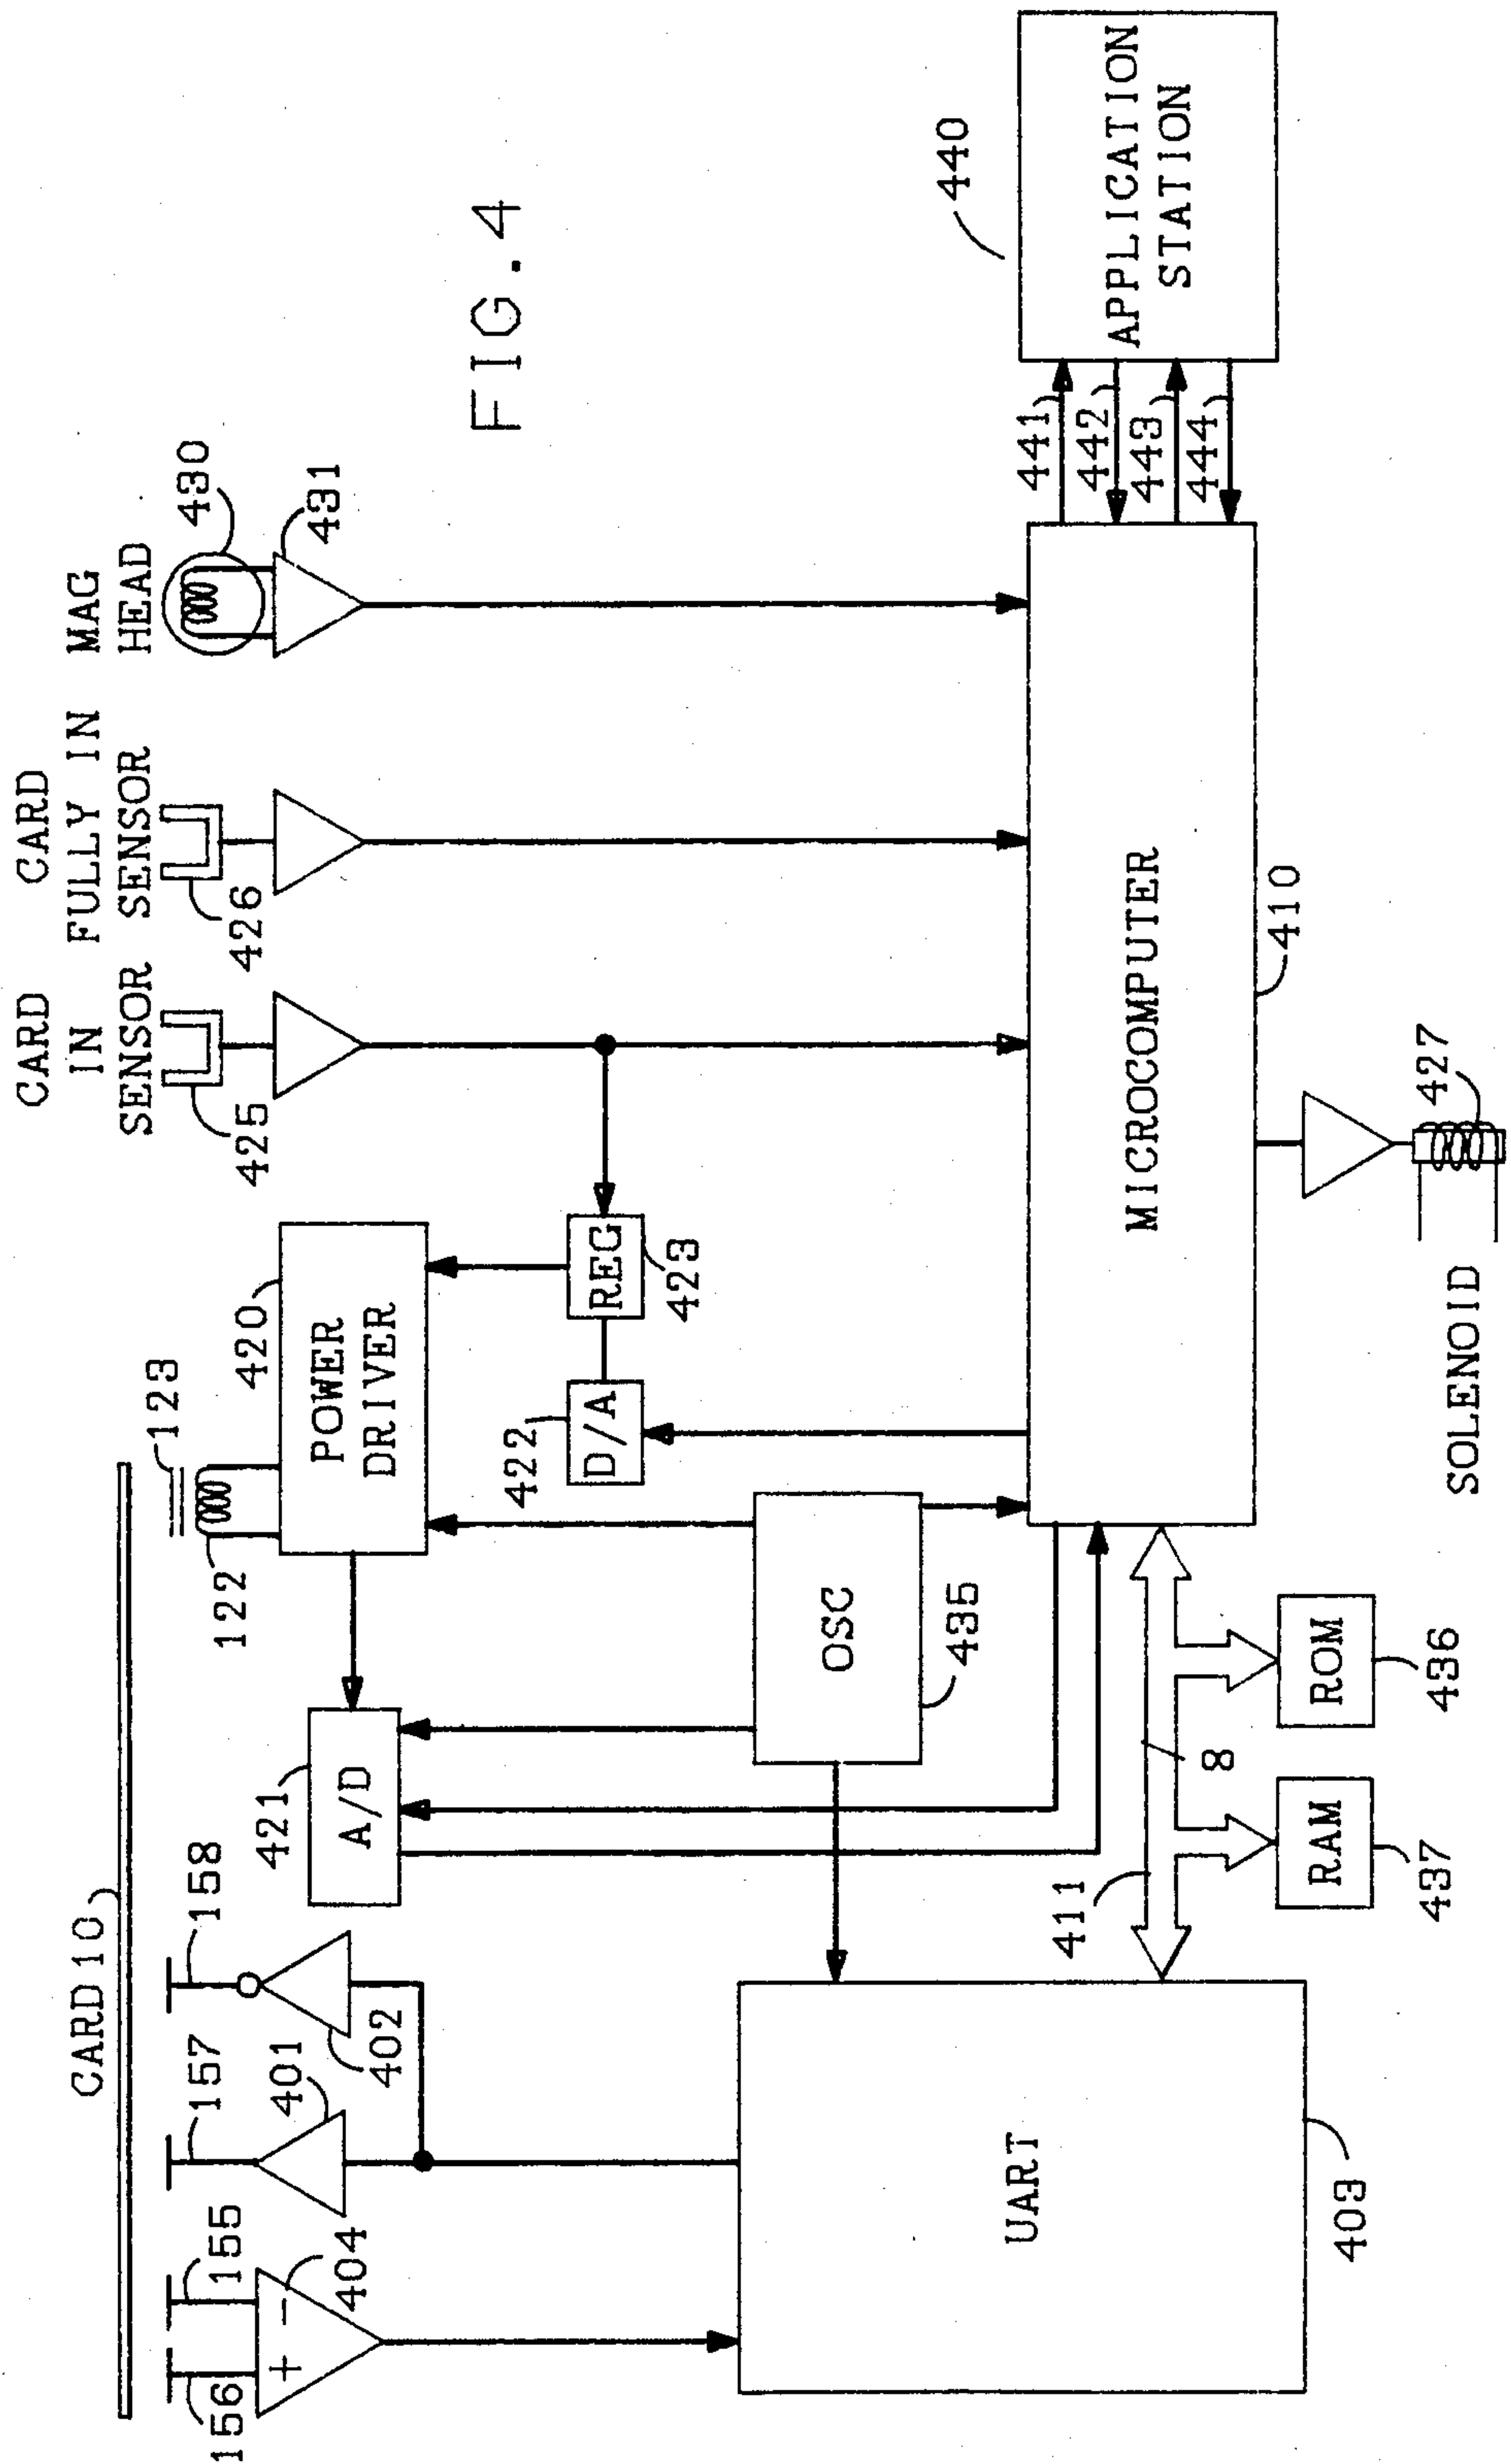 CARD 10
156
155
157
158
+ -
404
401
402
421
A/D
122
123
420
POWER
DRIVER
422
D/A
REG
423
CARD
IN
SENSOR
425
CARD
FULLY IN
SENSOR
426
MAG
HEAD
430
431
FIG.4
UART
403
OSC
435
411
8
RAM
437
ROM
436
MICROCOMPUTER
410
SOLENOID
427
441
442
443
444
440
APPLICATION
STATION